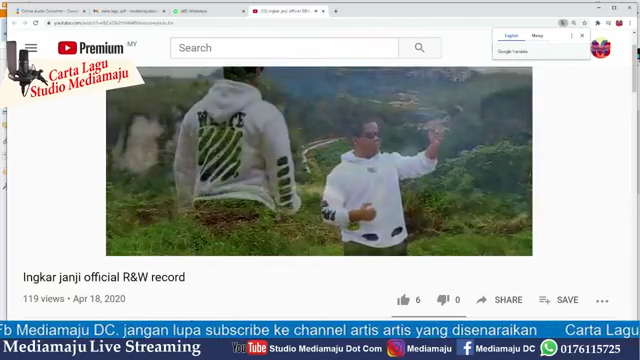 Premium MY
Search
English Malay
Google Translate
Carta Lagu
Studio Mediamaju
WHITE
Ingkar janji official R&W record
119 views • Apr 18, 2020
6 0 SHARE SAVE
Fb Mediamaju DC. jangan lupa subscribe ke channel artis artis yang disenaraikan Carta Lagu
Mediamaju Live Streaming YouTube Studio Mediamaju Dot Com Mediamaju Mediamaju DC 0176115725